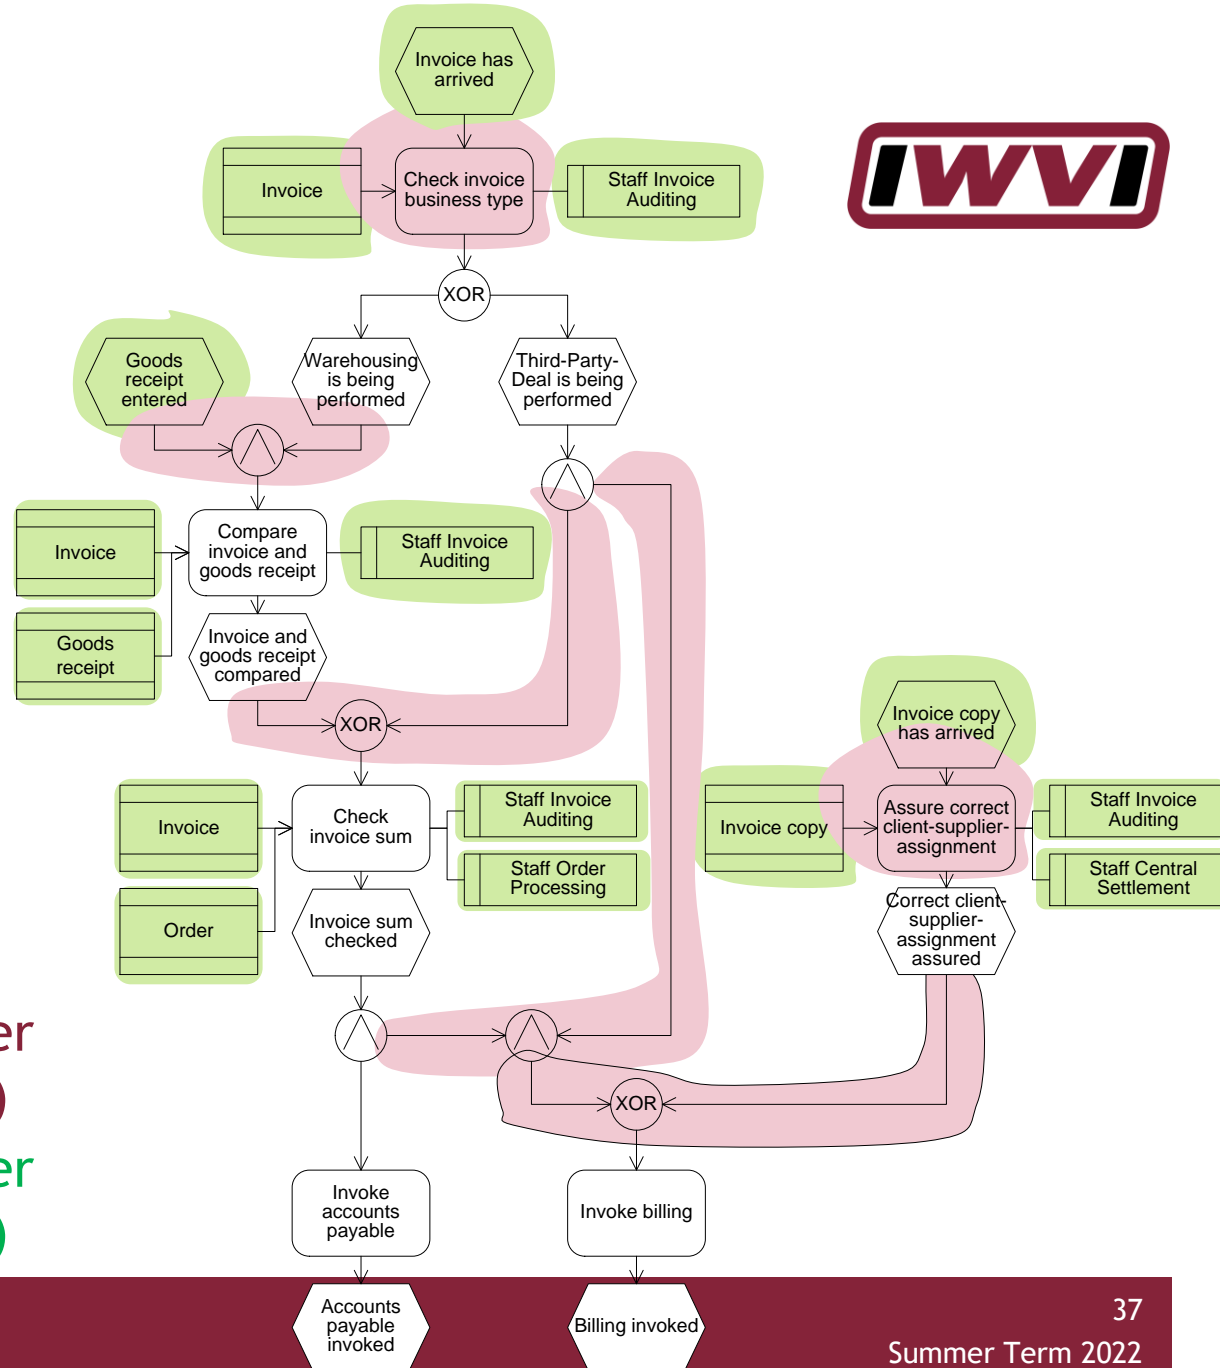 Invoice has
arrived
IWVI
Invoice
Check invoice
business type
Staff Invoice
Auditing
XOR
Goods
receipt
entered
Warehousing
is being
performed
Third-Party-
Deal is being
performed
Invoice
Compare
invoice and
goods receipt
Staff Invoice
Auditing
Goods
receipt
Invoice and
goods receipt
compared
XOR
Invoice copy
has arrived
Invoice
Check
invoice sum
Staff Invoice
Auditing
Staff Order
Processing
Invoice copy
Assure correct
client-supplier-
assignment
Staff Invoice
Auditing
Staff Central
Settlement
Order
Invoice sum
checked
Correct client-
supplier-
assignment
assured
er
)
XOR
er
)
Invoke
accounts
payable
Invoke billing
Accounts
payable
invoked
Billing invoked
37
Summer Term 2022